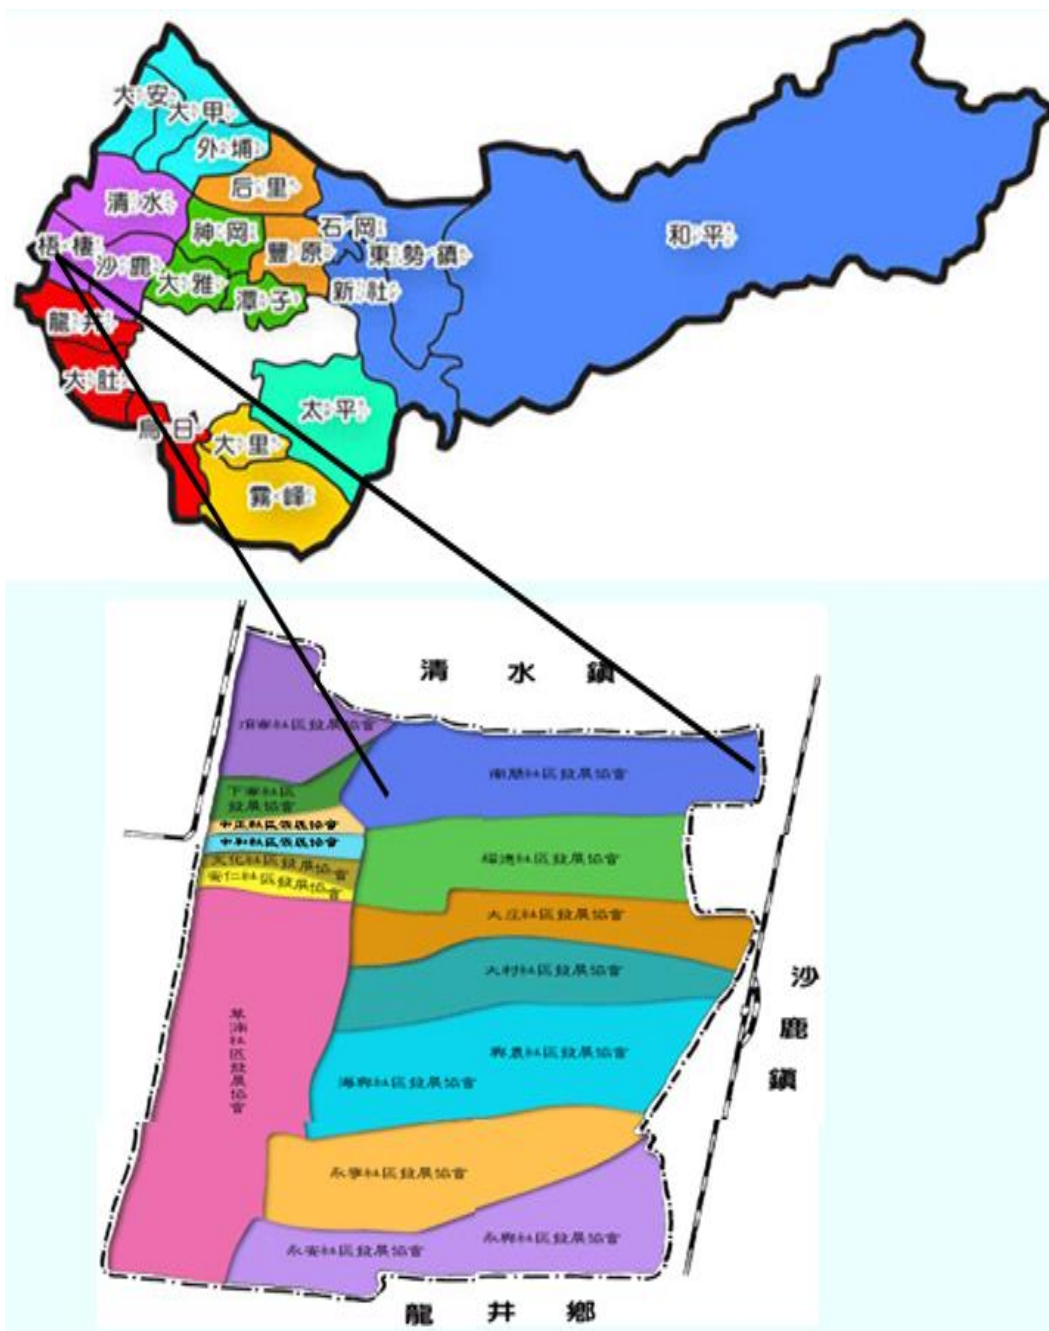 大安
大甲
外埔
后里
清水
神岡
石岡
和平
豐原
東勢鎮
梧棲
沙鹿
大雅
潭子
新社
龍井
大肚
太平
烏日
大里
霧峰
清水鎮
頂寮社區發展協會
南簡社區發展協會
下寮社區
發展協會
中正社區發展協會
中和社區發展協會
文化社區發展協會
安仁社區發展協會
福德社區發展協會
大庄社區發展協會
大村社區發展協會
草湳社區發展協會
興農社區發展協會
海興社區發展協會
永寧社區發展協會
永安社區發展協會
永興社區發展協會
沙鹿鎮
龍井鄉